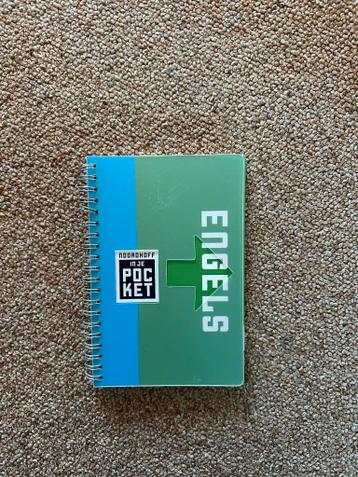 NOORDHOFF
IN JE
POC
KET
ENGELS